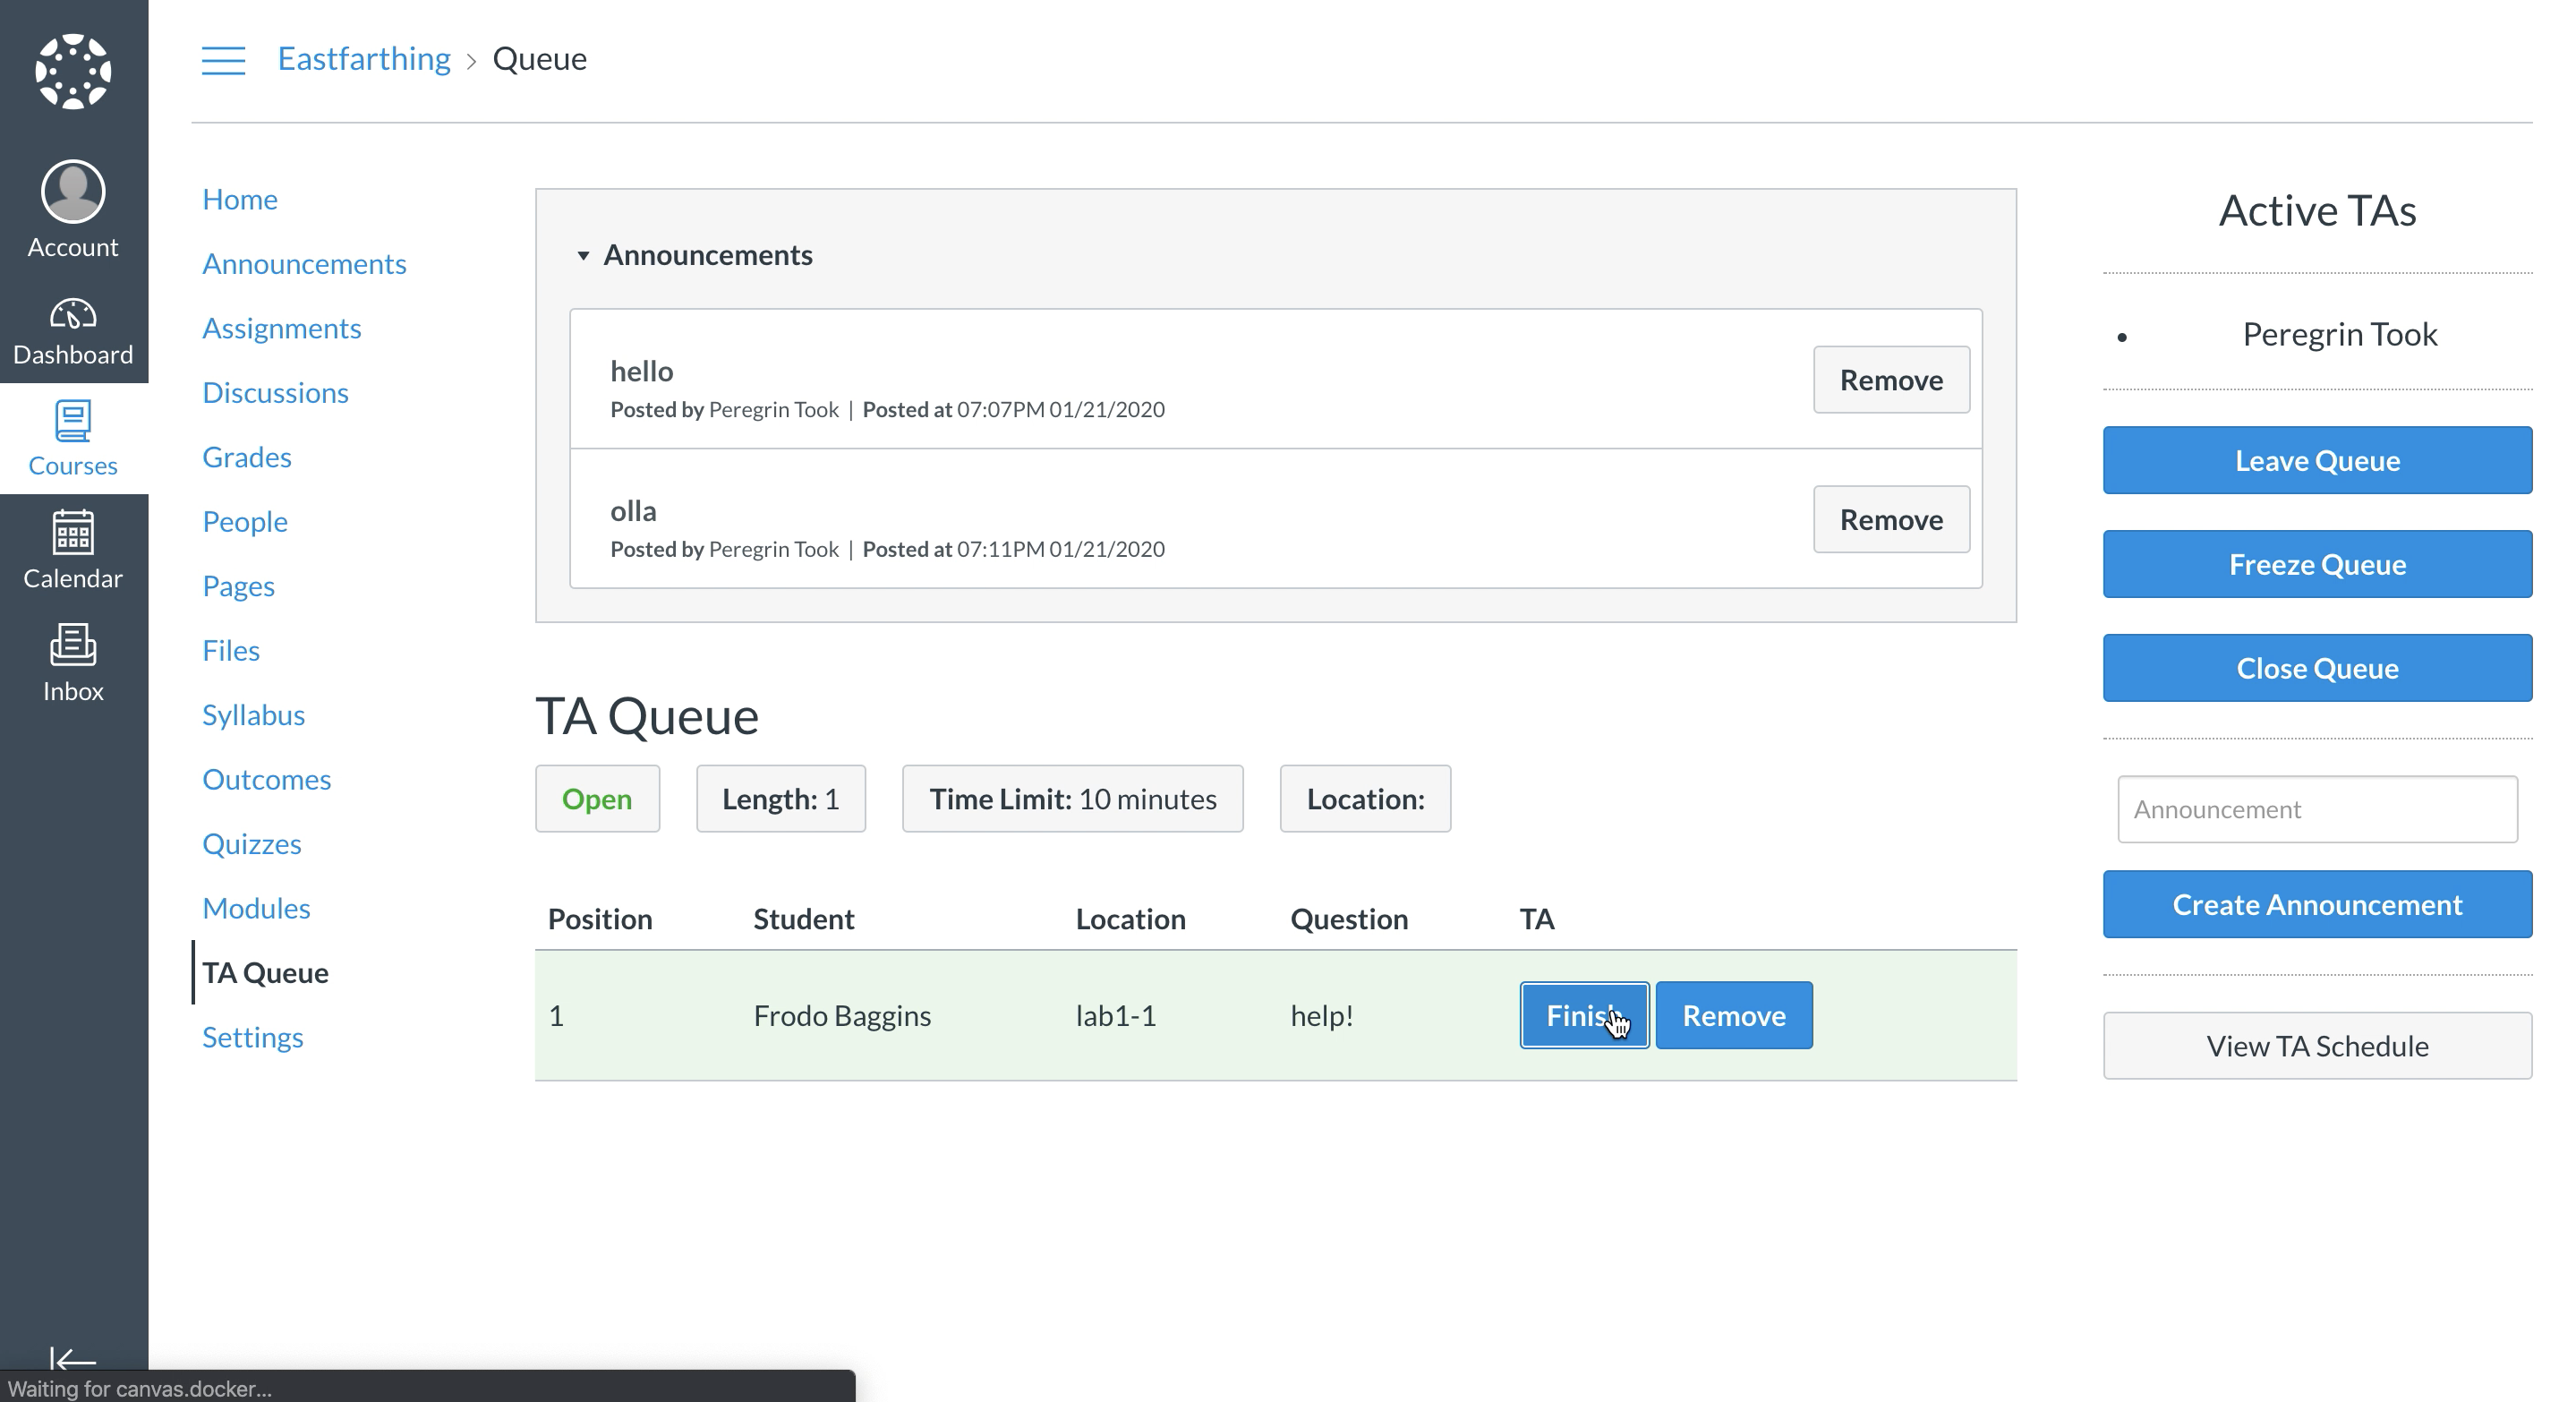 Eastfarthing > Queue
Account
Dashboard
Courses
Calendar
Inbox
Home
Announcements
Assignments
Discussions
Grades
People
Pages
Files
Syllabus
Outcomes
Quizzes
Modules
TA Queue
Settings
Announcements
hello
Posted by Peregrin Took | Posted at 07:07PM 01/21/2020
Remove
olla
Posted by Peregrin Took | Posted at 07:11PM 01/21/2020
Remove
TA Queue
Open
Length: 1
Time Limit: 10 minutes
Location:
Position Student Location Question TA
1 Frodo Baggins lab1-1 help! Finish Remove
Active TAs
• Peregrin Took
Leave Queue
Freeze Queue
Close Queue
Announcement
Create Announcement
View TA Schedule
Waiting for canvas.docker...